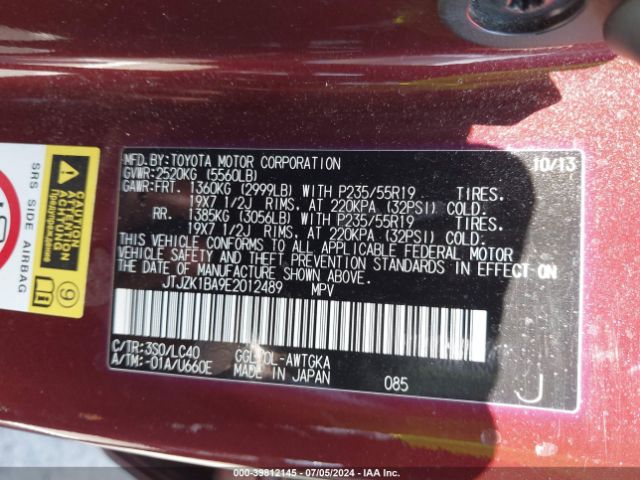 MFD.BY:TOYOTA MOTOR CORPORATION 10/13
GVWR:2520KG (5560LB)
GAWR:FRT. 1360KG (2999LB) WITH P235/55R19 TIRES.
19X7 1/2J RIMS, AT 220KPA (32PSI) COLD.
RR. 1385KG (3056LB) WITH P235/55R19 TIRES.
19X7 1/2J RIMS, AT 220KPA (32PSI) COLD.
THIS VEHICLE CONFORMS TO ALL APPLICABLE FEDERAL MOTOR
VEHICLE SAFETY AND THEFT PREVENTION STANDARDS IN EFFECT ON
THE DATE OF MANUFACTURE SHOWN ABOVE.
JTJZK1BA9E2012489 MPV
C/TR:3S0/LC40
A/TM:-01A/U660E
MADE IN JAPAN
085
J
SRS SIDE AIRBAG
ACHTUNG
ATTENTION
Предупреждение
9
000-39812145 - 07/05/2024 - IAA Inc.